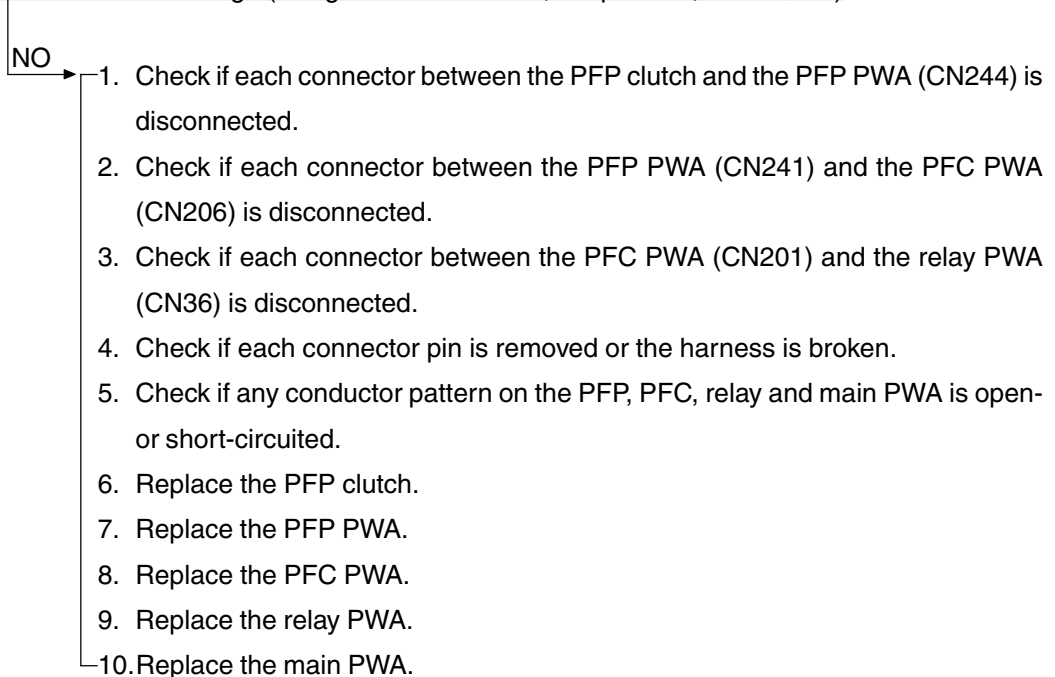 NO
1. Check if each connector between the PFP clutch and the PFP PWA (CN244) is
disconnected.
2. Check if each connector between the PFP PWA (CN241) and the PFC PWA
(CN206) is disconnected.
3. Check if each connector between the PFC PWA (CN201) and the relay PWA
(CN36) is disconnected.
4. Check if each connector pin is removed or the harness is broken.
5. Check if any conductor pattern on the PFP, PFC, relay and main PWA is open-
or short-circuited.
6. Replace the PFP clutch.
7. Replace the PFP PWA.
8. Replace the PFC PWA.
9. Replace the relay PWA.
10.Replace the main PWA.